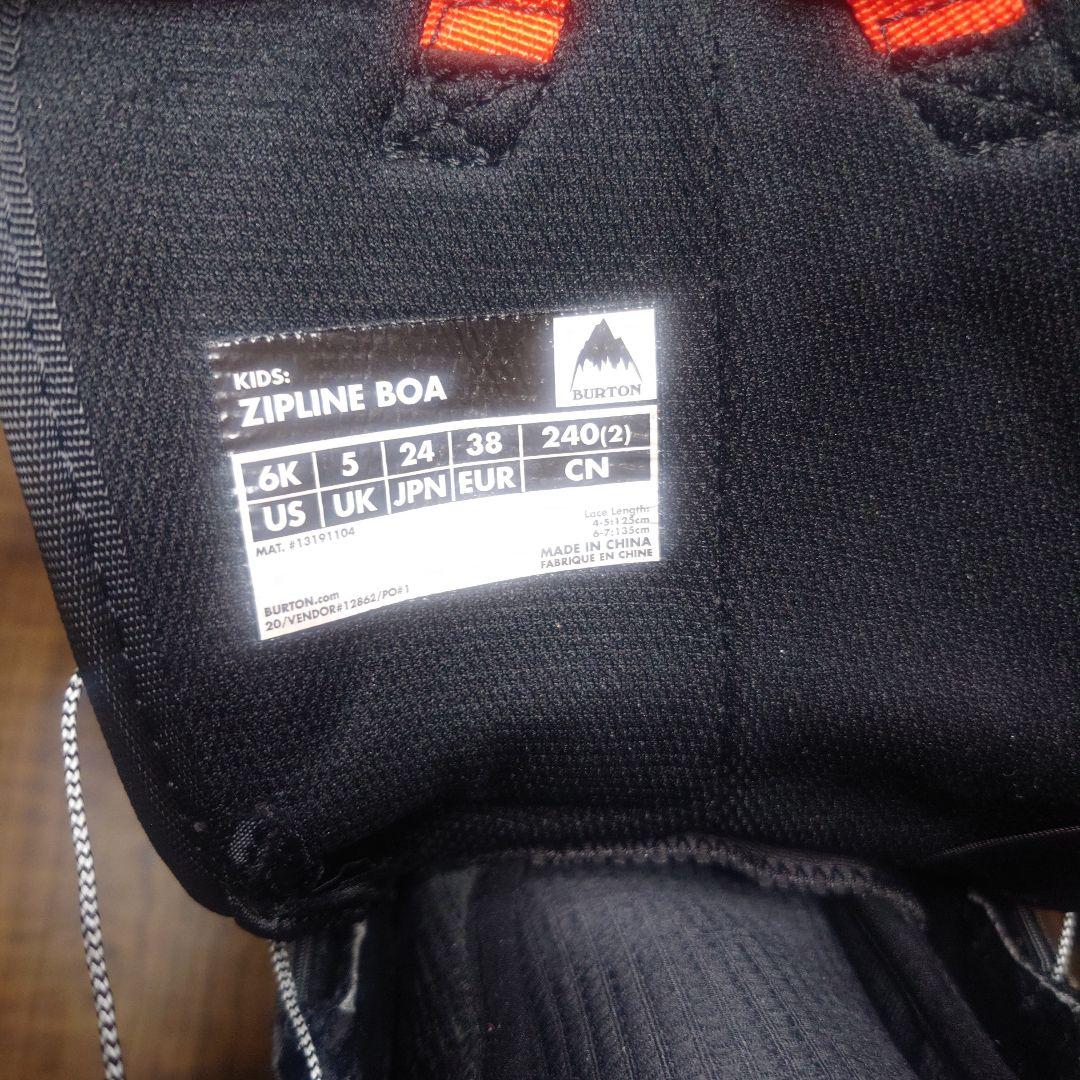 KIDS:
ZIPLINE BOA
BURTON
6K 5 24 38 240(2)
US UK JPN EUR CN
MAT. #13191104
Lace Length:
4-5:125cm
6-7:135cm
MADE IN CHINA
FABRIQUE EN CHINE
BURTON.com
20/VENDOR#12862/PO#1